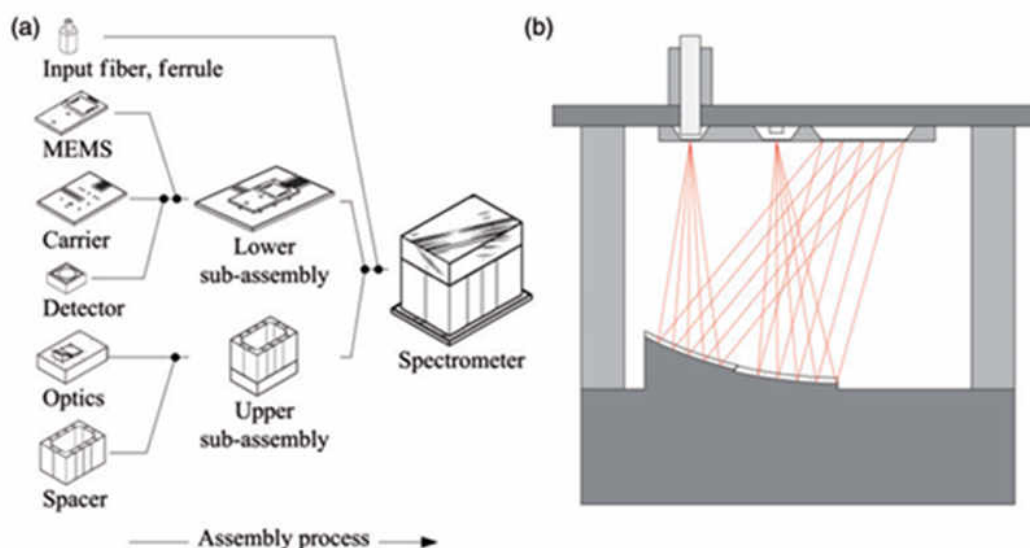 (a)
Input fiber, ferrule
MEMS
Carrier
Detector
Optics
Spacer
Lower
sub-assembly
Upper
sub-assembly
Spectrometer
Assembly process
(b)